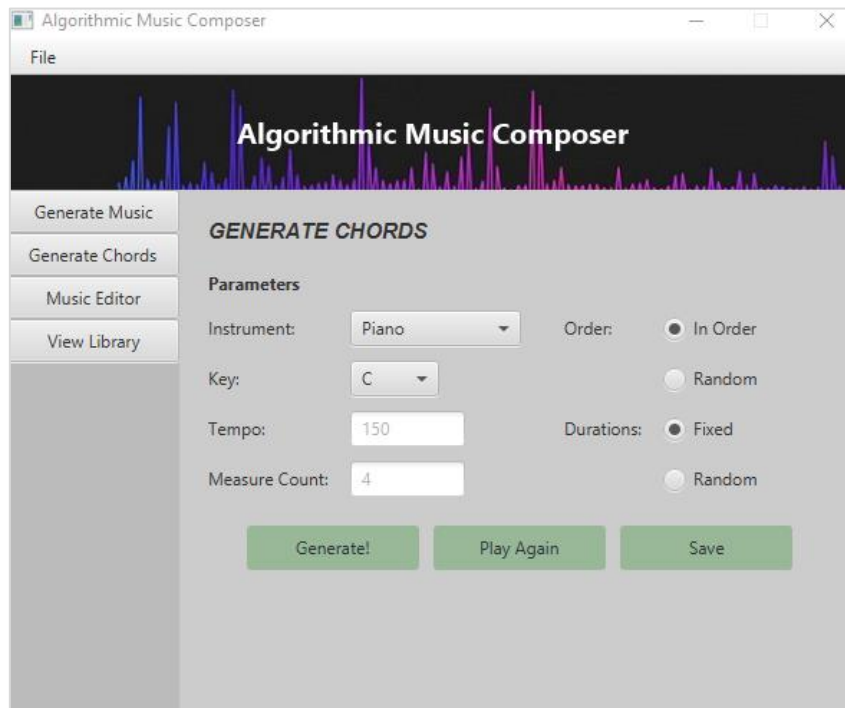 Algorithmic Music Composer
File
Algorithmic Music Composer
Generate Music
Generate Chords
Music Editor
View Library
GENERATE CHORDS
Parameters
Instrument: Piano Order: In Order
Key: C Random
Tempo: 150 Durations: Fixed
Measure Count: 4 Random
Generate! Play Again Save